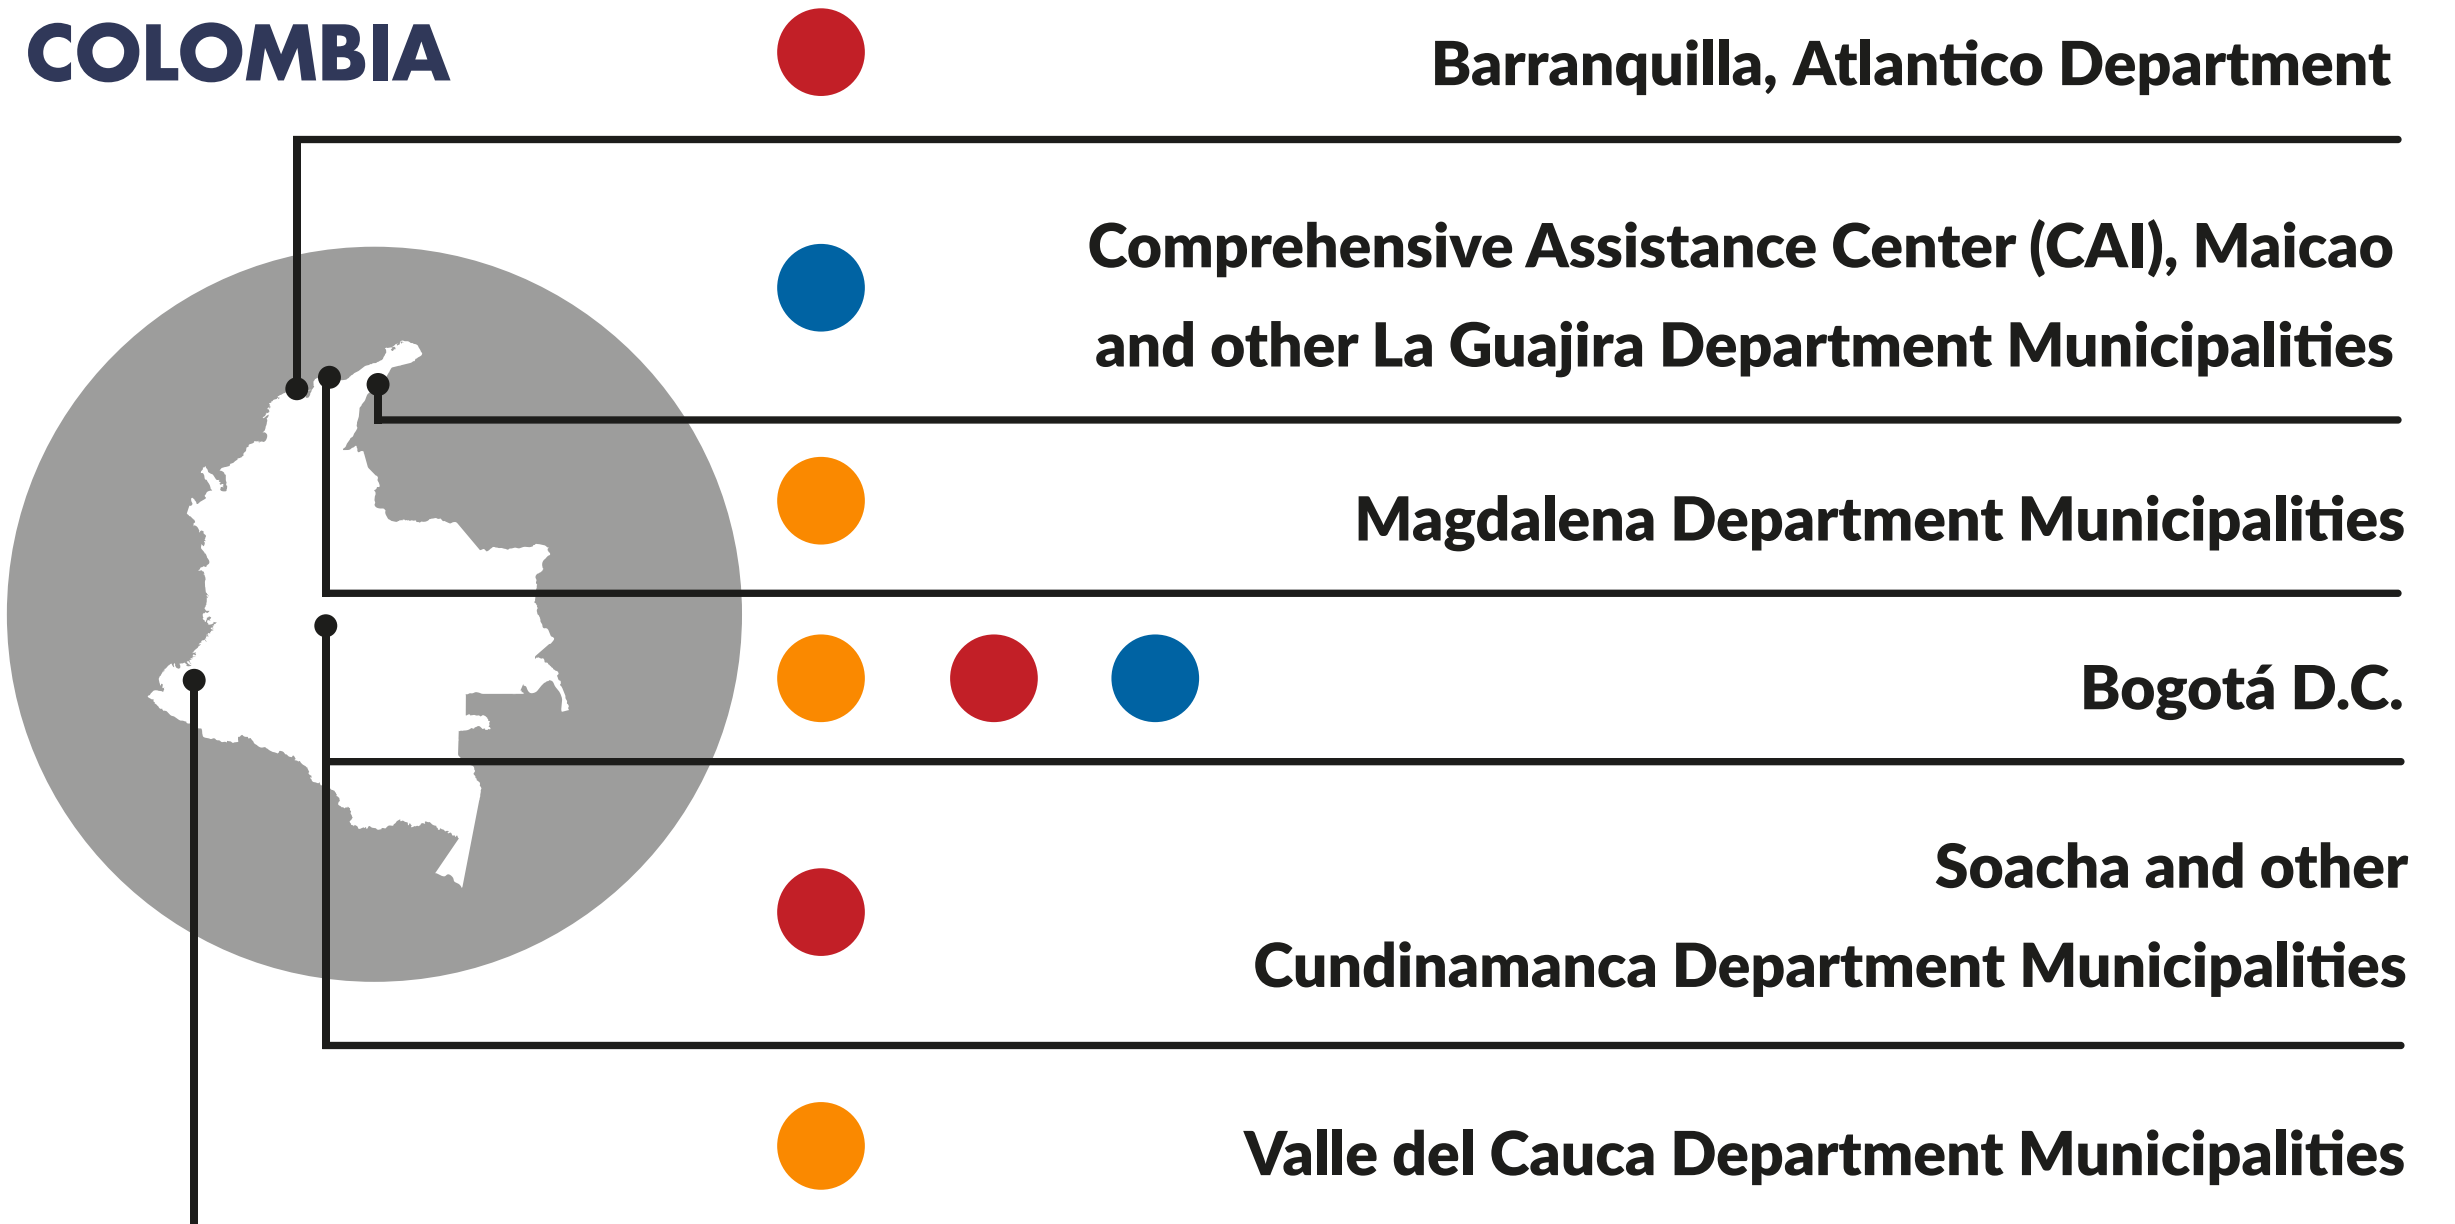 COLOMBIA
Barranquilla, Atlantico Department
Comprehensive Assistance Center (CAI), Maicao
and other La Guajira Department Municipalities
Magdalena Department Municipalities
Bogotá D.C.
Soacha and other
Cundinamanca Department Municipalities
Valle del Cauca Department Municipalities